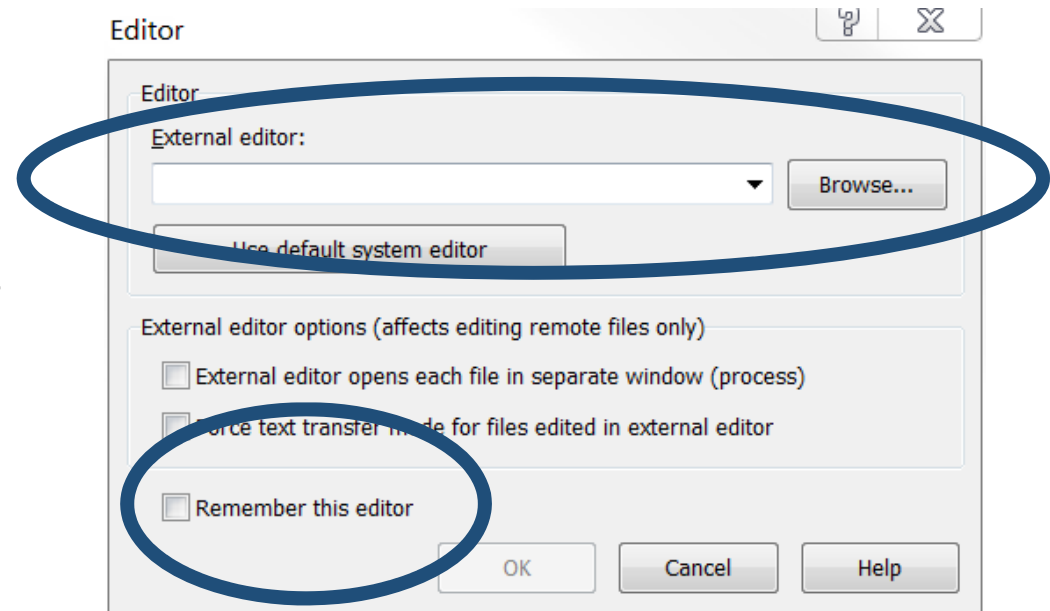 Editor
Editor
External editor:
Browse...
Use default system editor
External editor options (affects editing remote files only)
External editor opens each file in separate window (process)
Force text transfer mode for files edited in external editor
Remember this editor
OK Cancel Help